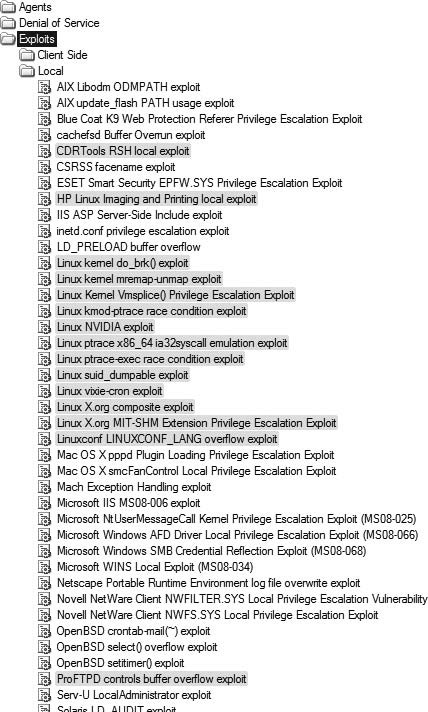 Agents
Denial of Service
Exploits
Client Side
Local
AIX Libodm ODMPATH exploit
AIX update_flash PATH usage exploit
Blue Coat K9 Web Protection Referer Privilege Escalation Exploit
cachefsd Buffer Overrun exploit
CDRTools RSH local exploit
CSRSS facename exploit
ESET Smart Security EPFW.SYS Privilege Escalation Exploit
HP Linux Imaging and Printing local exploit
IIS ASP Server-Side Include exploit
inetd.conf privilege escalation exploit
LD_PRELOAD buffer overflow
Linux kernel do_brk() exploit
Linux kernel mremap-unmap exploit
Linux Kernel Vmsplice() Privilege Escalation Exploit
Linux kmod-ptrace race condition exploit
Linux NVIDIA exploit
Linux ptrace x86_64 ia32syscall emulation exploit
Linux ptrace-exec race condition exploit
Linux suid_dumpable exploit
Linux vixie-cron exploit
Linux X.org composite exploit
Linux X.org MIT-SHM Extension Privilege Escalation Exploit
Linuxconf LINUXCONF_LANG overflow exploit
Mac OS X pppd Plugin Loading Privilege Escalation Exploit
Mac OS X smcFanControl Local Privilege Escalation Exploit
Mach Exception Handling exploit
Microsoft IIS MS08-006 exploit
Microsoft NtUserMessageCall Kernel Privilege Escalation Exploit (MS08-025)
Microsoft Windows AFD Driver Local Privilege Escalation Exploit (MS08-066)
Microsoft Windows SMB Credential Reflection Exploit (MS08-068)
Microsoft WINS Local Exploit (MS08-034)
Netscape Portable Runtime Environment log file overwrite exploit
Novell NetWare Client NWFILTER.SYS Local Privilege Escalation Vulnerability
Novell NetWare Client NWFS.SYS Local Privilege Escalation Exploit
OpenBSD crontab-mail(~) exploit
OpenBSD select() overflow exploit
OpenBSD setitimer() exploit
ProFTPD controls buffer overflow exploit
Serv-U LocalAdministrator exploit
Solaris LD_AUDIT exploit